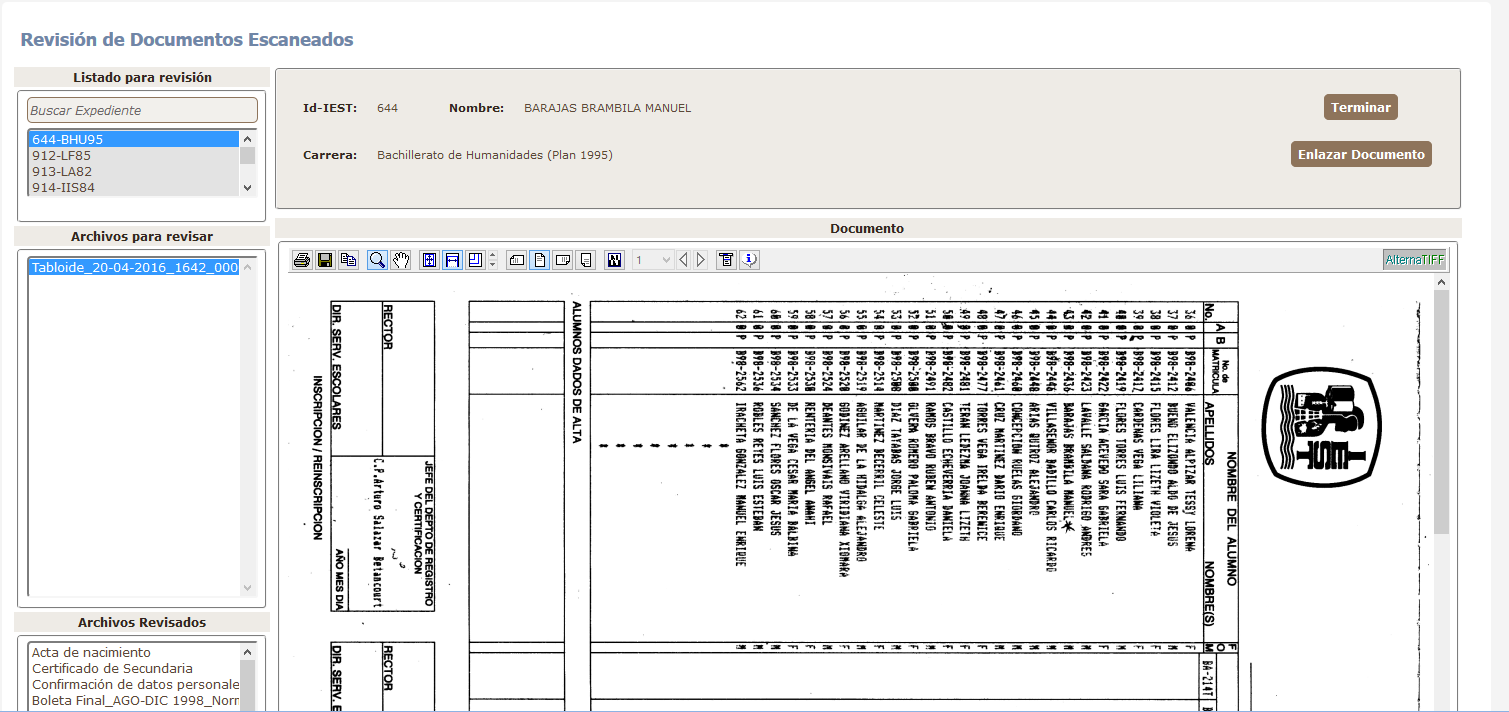 Revisión de Documentos Escaneados
Listado para revisión
Buscar Expediente
644-BHU95
912-LF85
913-LA82
914-IIS84
Archivos para revisar
Tabloide_20-04-2016_1642_000
Archivos Revisados
Acta de nacimiento
Certificado de Secundaria
Confirmación de datos personale
Boleta Final_AGO-DIC 1998_Norm
Id-IEST: 644 Nombre: BARAJAS BRAMBILA MANUEL
Terminar
Carrera: Bachillerato de Humanidades (Plan 1995)
Enlazar Documento
Documento
1
AlternaTIFF
IEST
NOMBRE DEL ALUMNO
No. A B No. de MATRICULA APELLIDOS NOMBRE(S) M O F
BA-214T
36 B P B98-2406 VALENCIA ALPIZAR TESSY LORENA F
37 B P B98-2412 BUENO ELIZONDO ALDO DE JESUS M
38 B P B98-2415 FLORES LIRA LIZETH VIOLETA F
39 B P B98-2417 CARDENAS VEGA LILIANA F
40 B P B98-2419 FLORES TORRES LUIS FERNANDO M
41 B P B98-2422 GARCIA ACEVEDO SARA GABRIELA F
42 B P B98-2423 LAVALLE SALDANA RODRIGO ANDRES M
43 B P B98-2436 BARAJAS BRAMBILA MANUEL M
44 B P B98-2446 VILLASENOR BADILLO CARLOS RICARDO M
45 B P B98-2448 ARIAS QUIROZ ALEJANDRO M
46 B P B98-2460 CONCEPCION RUELAS GIORDANO M
47 B P B98-2461 CRUZ MARTINEZ DARIO ENRIQUE M
48 B P B98-2477 TORRES VEGA IRELDA BERENICE F
49 B P B98-2481 TERAN LEDEZMA JOANNA LIZETH F
50 B P B98-2482 CASTILLO ECHEVERRIA DANIELA F
51 B P B98-2491 RAMOS BRAVO RUBEN ANTONIO M
52 B P B98-2500 OLVERA ROMERO PALOMA GABRIELA F
53 B P B98-2508 DIAZ TAYABAS JORGE LUIS M
54 B P B98-2514 MARTINEZ BECERRIL CELESTE F
55 B P B98-2519 AGUILAR DE LA HIDALGA ALEJANDRO M
56 B P B98-2520 GODINEZ ARELLANO VIRIDIANA XIOMARA F
57 B P B98-2524 DEANTES MONSIVAIS RAFAEL M
58 B P B98-2530 RENTERIA DEL ANGEL ANAHI F
59 B P B98-2533 DE LA VEGA CESAR MARIA BALBINA F
60 B P B98-2534 SANCHEZ FLORES OSCAR JESUS M
61 B P B98-2536 ROBLES REYES LUIS ESTEBAN M
62 B P B98-2562 IRACHETA GONZALEZ MANUEL ENRIQUE M
* * * * * * * *
ALUMNOS DADOS DE ALTA
JEFE DEL DEPTO DE REGISTRO
Y CERTIFICACION
RECTOR
C.P.Arturo Salazar Betancourt
DIR. SERV. ESCOLARES
AÑO MES DIA
INSCRIPCION / REINSCRIPCION
RECTOR
DIR. SERV. E